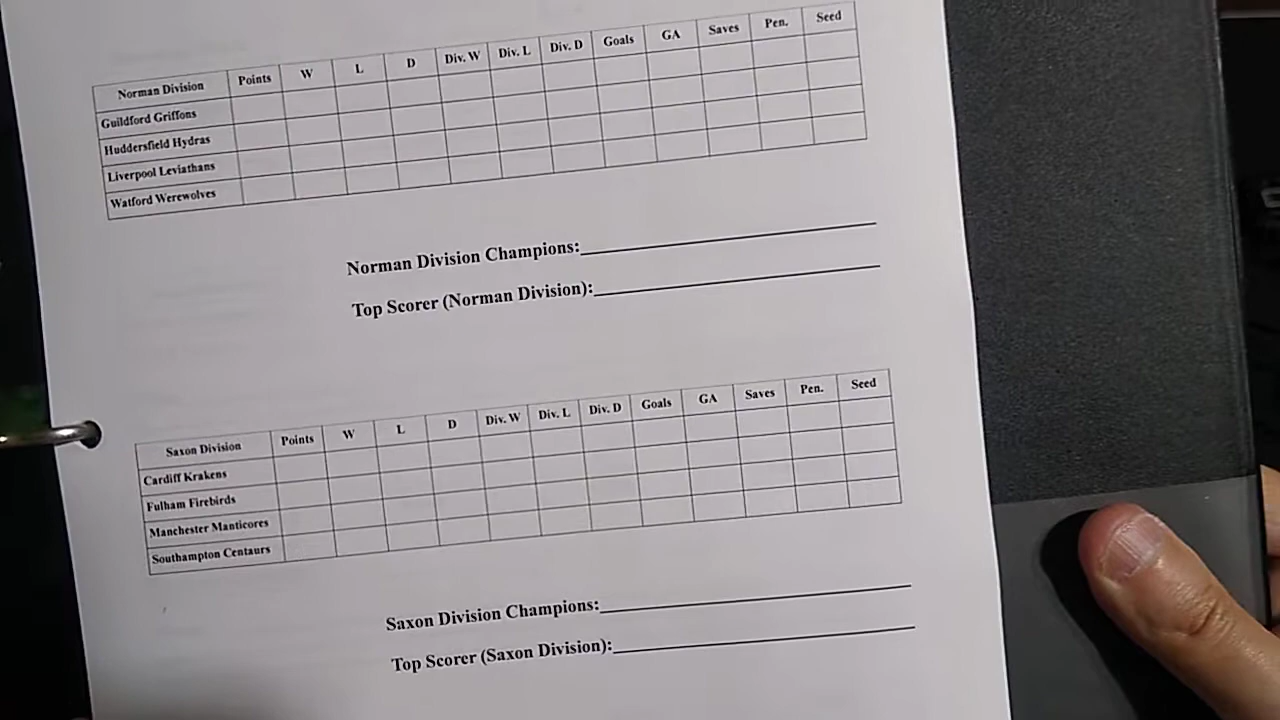 Norman Division Points W L D Div. W Div. L Div. D Goals GA Saves Pen. Seed
Guildford Griffons
Huddersfield Hydras
Liverpool Leviathans
Watford Werewolves
Norman Division Champions:
Top Scorer (Norman Division):
Saxon Division Points W L D Div. W Div. L Div. D Goals GA Saves Pen. Seed
Cardiff Krakens
Fulham Firebirds
Manchester Manticores
Southampton Centaurs
Saxon Division Champions:
Top Scorer (Saxon Division):